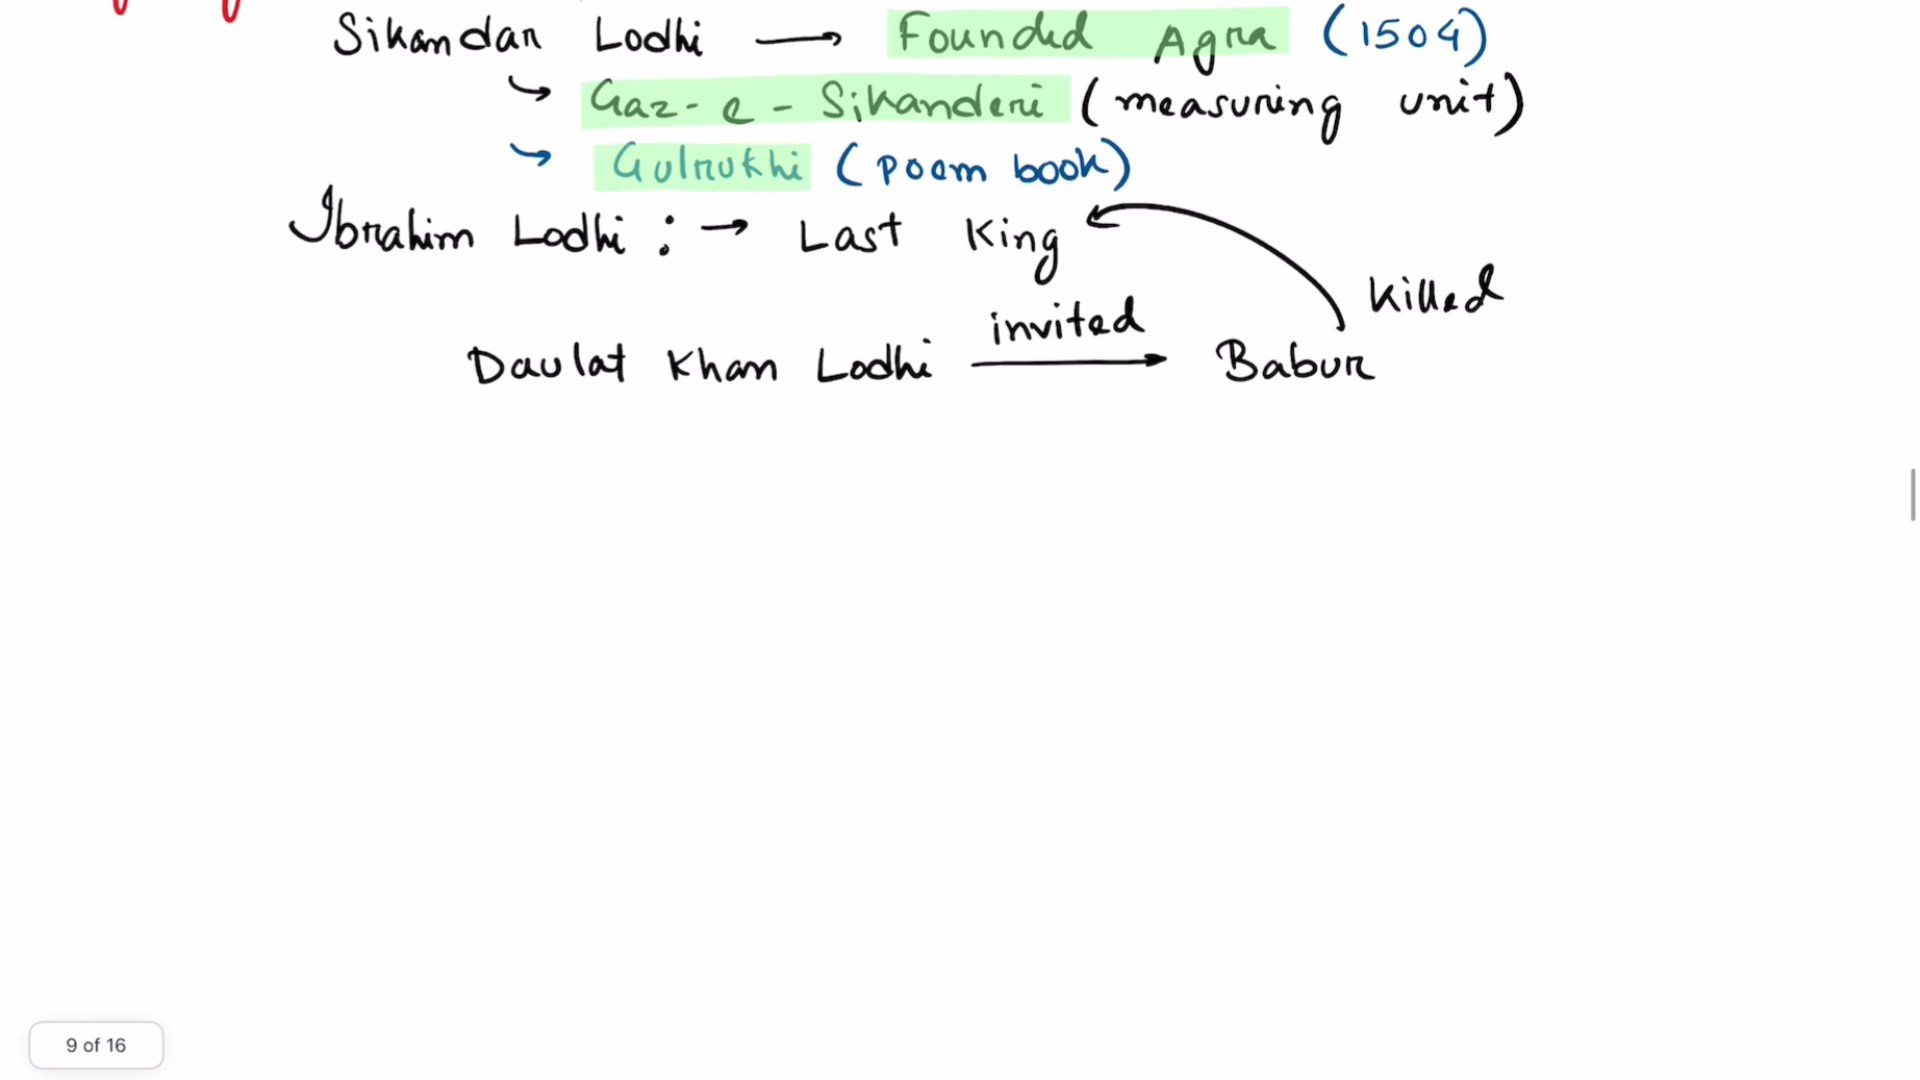 Sikandar Lodhi → Founded Agra (1504)
↳ Gaz-e-Sikanderi (measuring unit)
↳ Gulrukhi (poem book)
Ibrahim Lodhi : → Last King
killed
invited
Daulat Khan Lodhi → Babur
9 of 16